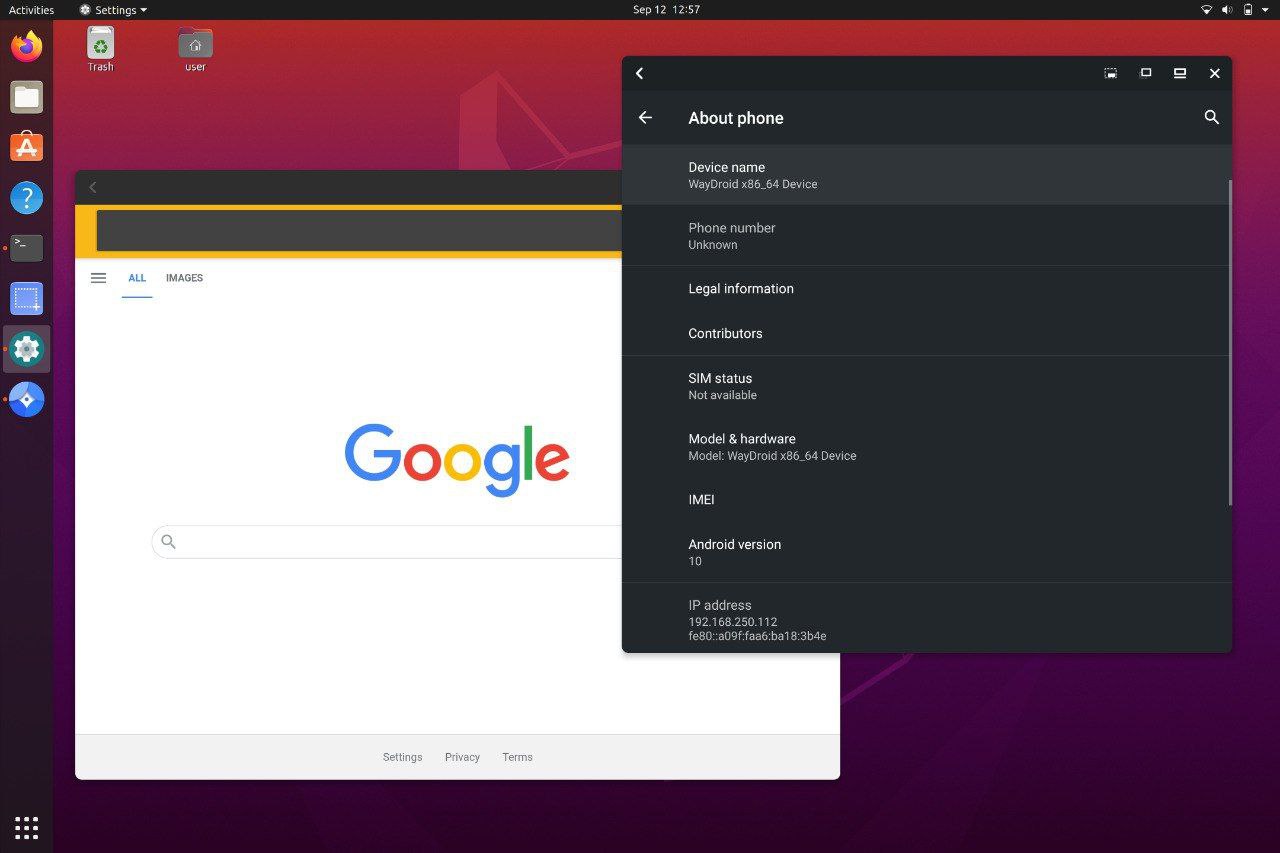 Activities
Settings
Sep 12 12:57
Trash
user
ALL
IMAGES
Google
Settings
Privacy
Terms
About phone
Device name
WayDroid x86_64 Device
Phone number
Unknown
Legal information
Contributors
SIM status
Not available
Model & hardware
Model: WayDroid x86_64 Device
IMEI
Android version
10
IP address
192.168.250.112
fe80::a09f:faa6:ba18:3b4e